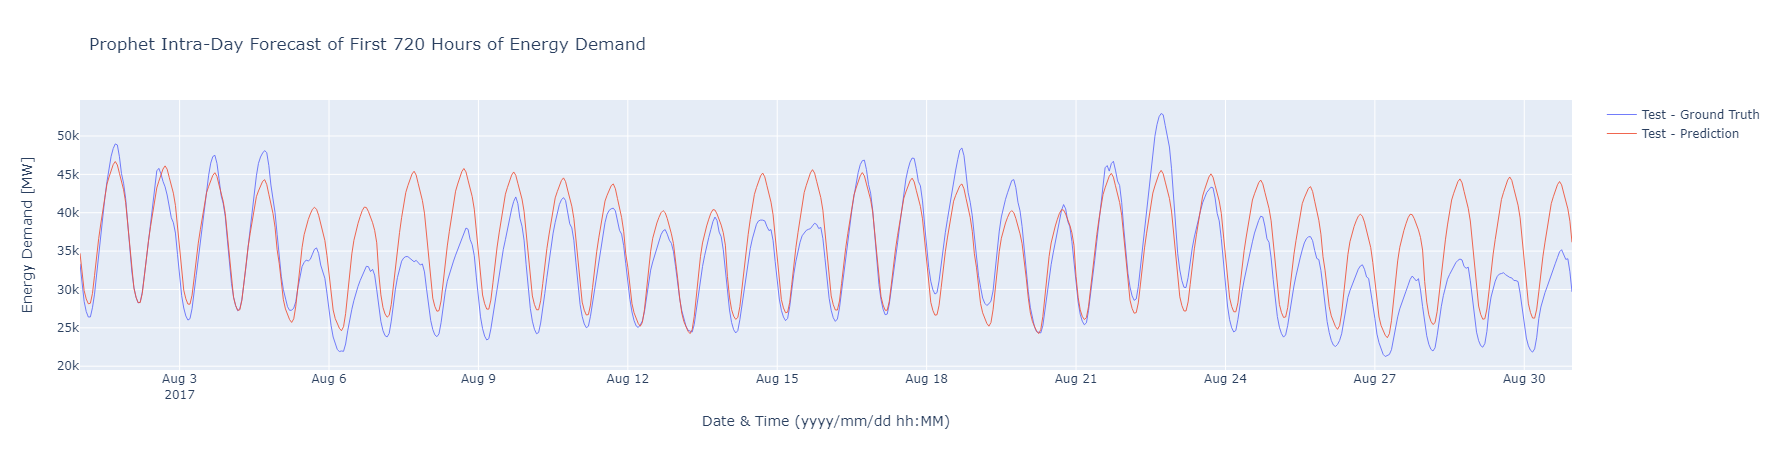 Prophet Intra-Day Forecast of First 720 Hours of Energy Demand
Test - Ground Truth
Test - Prediction
Energy Demand [MW]
50k
45k
40k
35k
30k
25k
20k
Aug 3
2017
Aug 6
Aug 9
Aug 12
Aug 15
Aug 18
Aug 21
Aug 24
Aug 27
Aug 30
Date & Time (yyyy/mm/dd hh:MM)